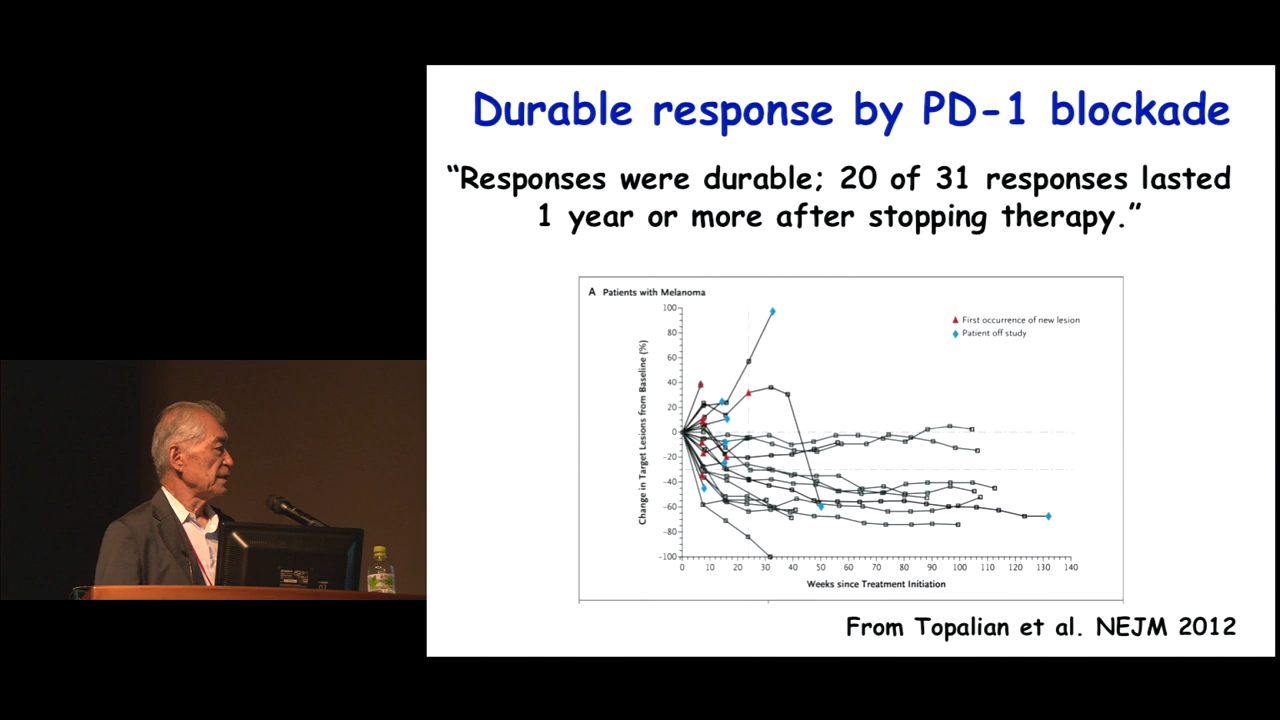 Durable response by PD-1 blockade
“Responses were durable; 20 of 31 responses lasted
1 year or more after stopping therapy.”
A Patients with Melanoma
First occurrence of new lesion
Patient off study
Change in Target Lesions from Baseline (%)
100
80
60
40
20
0
-20
-40
-60
-80
-100
0 10 20 30 40 50 60 70 80 90 100 110 120 130 140
Weeks since Treatment Initiation
From Topalian et al. NEJM 2012